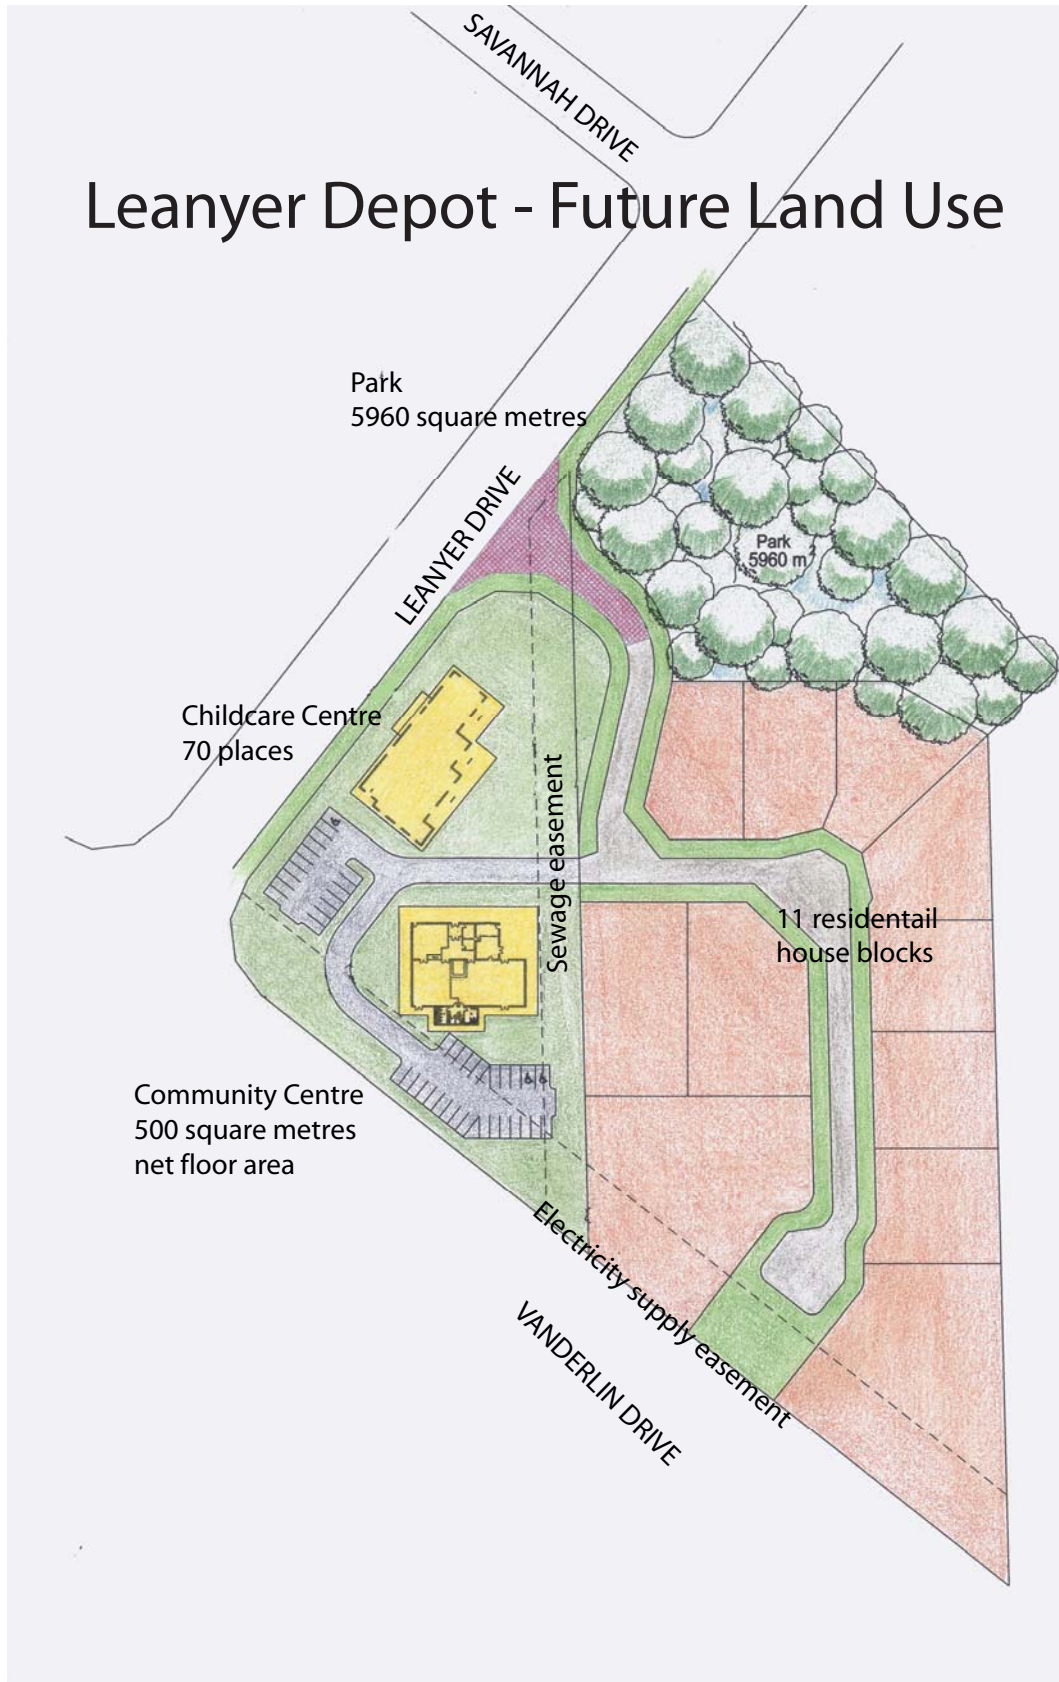 SAVANNAH DRIVE
Leanyer Depot - Future Land Use
Park
5960 square metres
LEANYER DRIVE
Park
5960 m²
Childcare Centre
70 places
Sewage easement
11 residentail
house blocks
Community Centre
500 square metres
net floor area
Electricity supply easement
VANDERLIN DRIVE